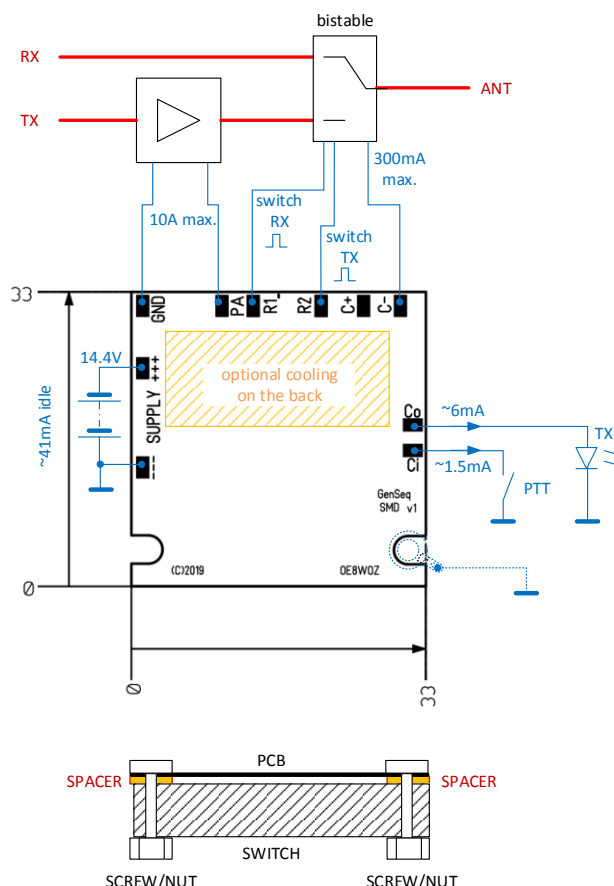 bistable
RX
ANT
TX
300mA
max.
10A max.
switch
RX
switch
TX
33
GND
PA
R1_
R2
C+
C-
14.4V
+++
SUPPLY
---
~41mA idle
optional cooling
on the back
Co
~6mA
TX
Ci
~1.5mA
PTT
GenSeq
SMD v1
(C)2019
OE8WOZ
0
0
33
PCB
SPACER
SPACER
SWITCH
SCREW/NUT
SCREW/NUT